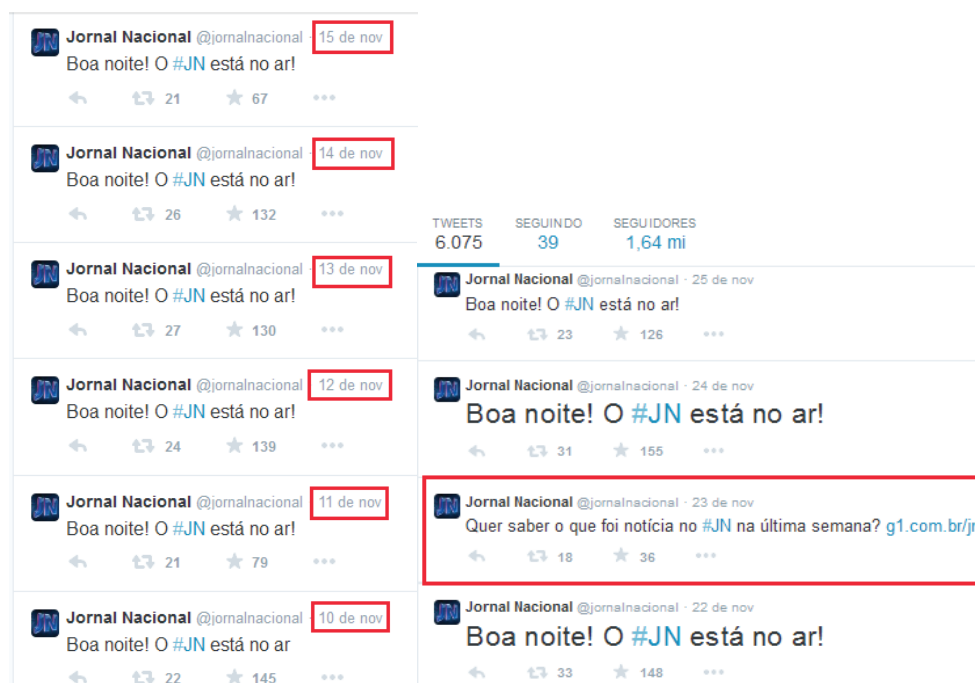 Jornal Nacional @jornalnacional · 15 de nov
Boa noite! O #JN está no ar!
21 67
Jornal Nacional @jornalnacional · 14 de nov
Boa noite! O #JN está no ar!
26 132
Jornal Nacional @jornalnacional · 13 de nov
Boa noite! O #JN está no ar!
27 130
Jornal Nacional @jornalnacional 12 de nov
Boa noite! O #JN está no ar!
24 139
Jornal Nacional @jornalnacional 11 de nov
Boa noite! O #JN está no ar!
21 79
Jornal Nacional @jornalnacional · 10 de nov
Boa noite! O #JN está no ar
22 145
TWEETS SEGUINDO SEGUIDORES
6.075 39 1,64 mi
Jornal Nacional @jornalnacional · 25 de nov
Boa noite! O #JN está no ar!
23 126
Jornal Nacional @jornalnacional · 24 de nov
Boa noite! O #JN está no ar!
31 155
Jornal Nacional @jornalnacional · 23 de nov
Quer saber o que foi notícia no #JN na última semana? g1.com.br/jn
18 36
Jornal Nacional @jornalnacional · 22 de nov
Boa noite! O #JN está no ar!
33 148